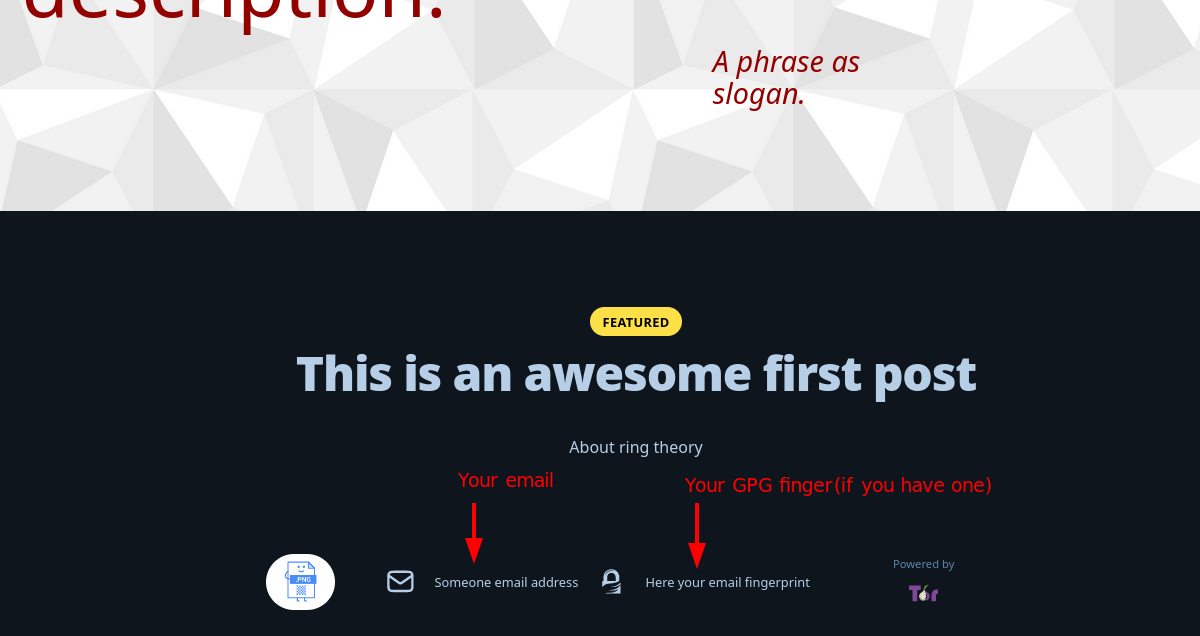 description.
A phrase as
slogan.
FEATURED
This is an awesome first post
About ring theory
Your email
Your GPG finger(if you have one)
.PNG
Someone email address
Here your email fingerprint
Powered by
Tor